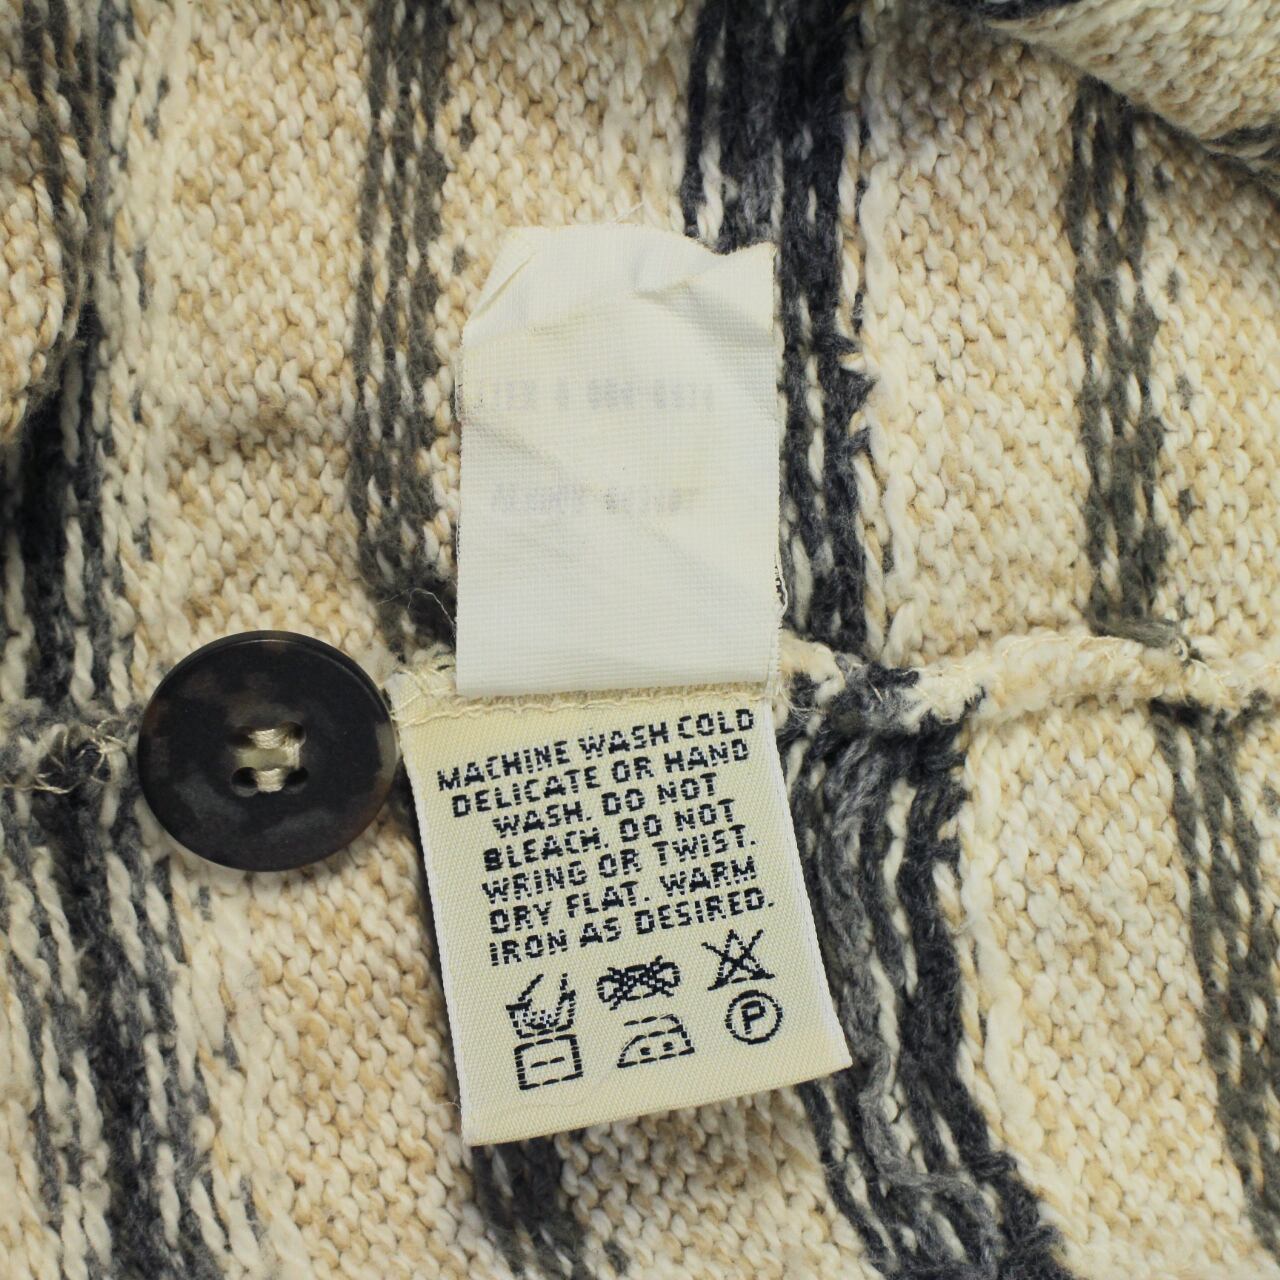 MACHINE WASH COLD
DELICATE OR HAND
WASH. DO NOT
BLEACH. DO NOT
WRING OR TWIST.
DRY FLAT. WARM
IRON AS DESIRED.
P